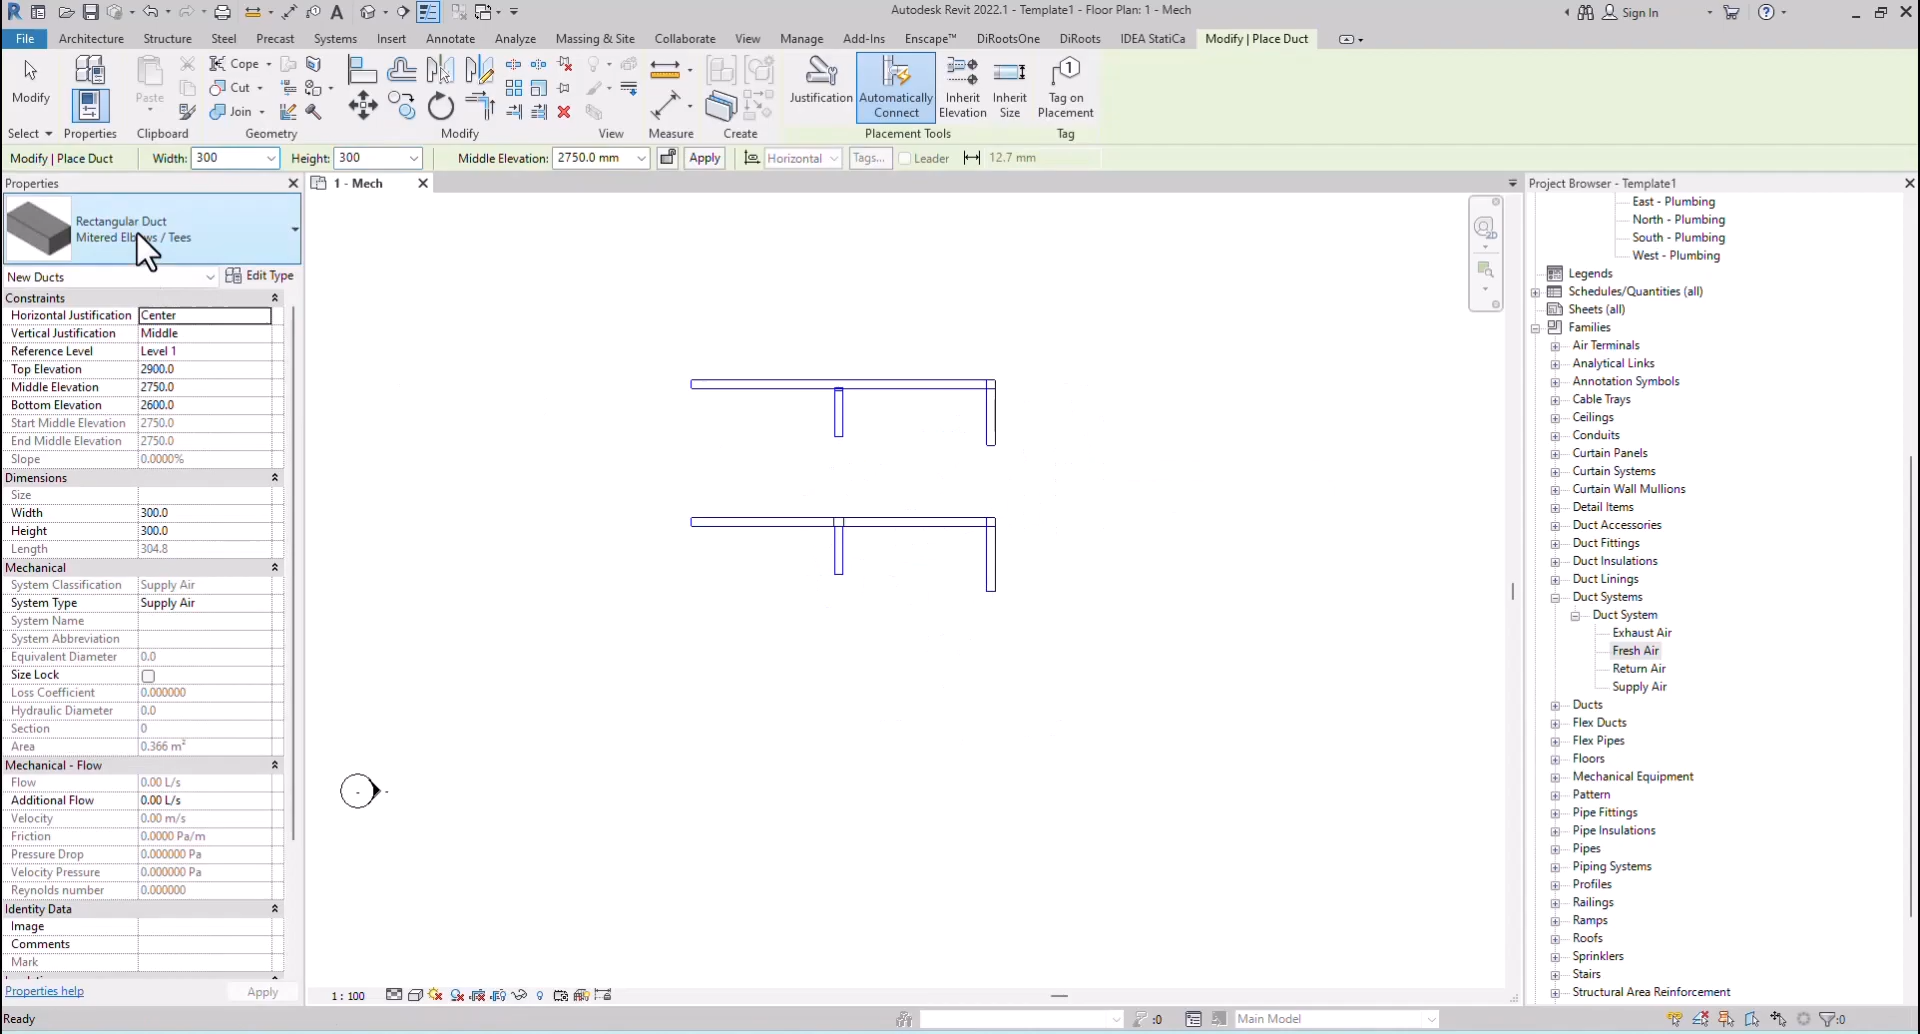 Autodesk Revit 2022.1 - Template1 - Floor Plan: 1 - Mech
Sign In
File Architecture Structure Steel Precast Systems Insert Annotate Analyze Massing & Site Collaborate View Manage Add-Ins Enscape™ DiRootsOne DiRoots IDEA StatiCa Modify | Place Duct
Modify
Paste
Cope
Cut
Join
Justification
Automatically
Connect
Inherit
Elevation
Inherit
Size
Tag on
Placement
Select Properties Clipboard Geometry Modify View Measure Create Placement Tools Tag
Modify | Place Duct Width: 300 Height: 300 Middle Elevation: 2750.0 mm Apply Horizontal Tags... Leader 12.7 mm
Properties
1 - Mech
Project Browser - Template1
Rectangular Duct
New Ducts Edit Type
Constraints
Horizontal Justification Center
Vertical Justification Middle
Reference Level Level 1
Top Elevation 2900.0
Middle Elevation 2750.0
Bottom Elevation 2600.0
Start Middle Elevation 2750.0
End Middle Elevation 2750.0
Slope 0.0000%
Dimensions
Size
Width 300.0
Height 300.0
Length 304.8
Mechanical
System Classification Supply Air
System Type Supply Air
System Name
System Abbreviation
Equivalent Diameter 0.0
Size Lock
Loss Coefficient 0.000000
Hydraulic Diameter 0.0
Section 0
Area 0.366 m²
Mechanical - Flow
Flow 0.00 L/s
Additional Flow 0.00 L/s
Velocity 0.00 m/s
Friction 0.0000 Pa/m
Pressure Drop 0.000000 Pa
Velocity Pressure 0.000000 Pa
Reynolds number 0.000000
Identity Data
Image
Comments
Mark
Properties help Apply
East - Plumbing
North - Plumbing
South - Plumbing
West - Plumbing
Legends
Schedules/Quantities (all)
Sheets (all)
Families
Air Terminals
Analytical Links
Annotation Symbols
Cable Trays
Ceilings
Conduits
Curtain Panels
Curtain Systems
Curtain Wall Mullions
Detail Items
Duct Accessories
Duct Fittings
Duct Insulations
Duct Linings
Duct Systems
Duct System
Exhaust Air
Fresh Air
Return Air
Supply Air
Ducts
Flex Ducts
Flex Pipes
Floors
Mechanical Equipment
Pattern
Pipe Fittings
Pipe Insulations
Pipes
Piping Systems
Profiles
Railings
Ramps
Roofs
Sprinklers
Stairs
Structural Area Reinforcement
1 : 100
Ready
:0
Main Model
:0